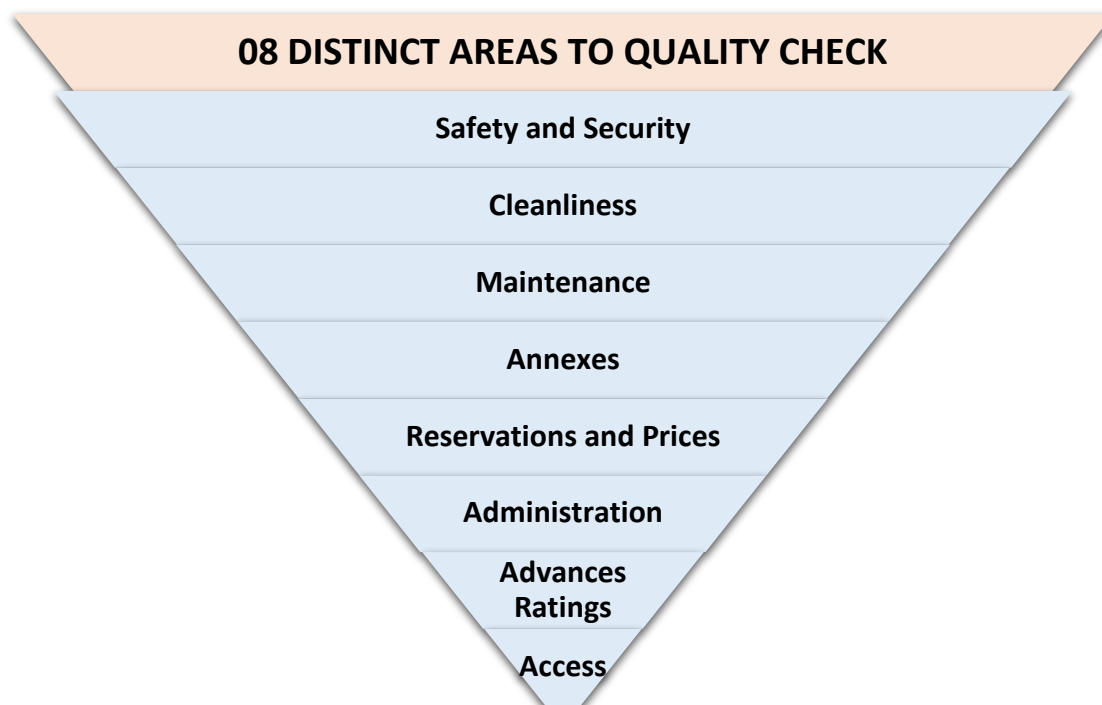 08 DISTINCT AREAS TO QUALITY CHECK
Safety and Security
Cleanliness
Maintenance
Annexes
Reservations and Prices
Administration
Advances
Ratings
Access